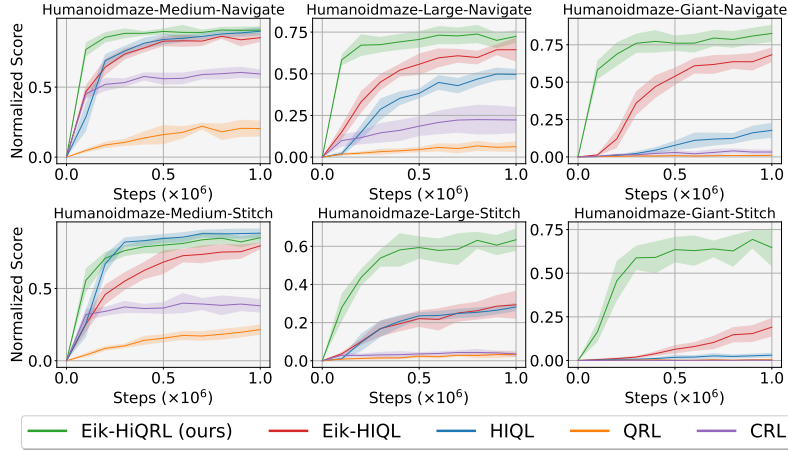 Humanoidmaze-Medium-Navigate
Humanoidmaze-Large-Navigate
Humanoidmaze-Giant-Navigate
Normalized Score
0.5
0.0
0.75
0.50
0.25
0.00
0.75
0.50
0.25
0.00
0.0 0.5 1.0
0.0 0.5 1.0
0.0 0.5 1.0
Steps (×10⁶)
Steps (×10⁶)
Steps (×10⁶)
Humanoidmaze-Medium-Stitch
Humanoidmaze-Large-Stitch
Humanoidmaze-Giant-Stitch
Normalized Score
0.5
0.0
0.6
0.4
0.2
0.0
0.75
0.50
0.25
0.00
0.0 0.5 1.0
0.0 0.5 1.0
0.0 0.5 1.0
Steps (×10⁶)
Steps (×10⁶)
Steps (×10⁶)
Eik-HiQRL (ours) Eik-HIQL HIQL QRL CRL